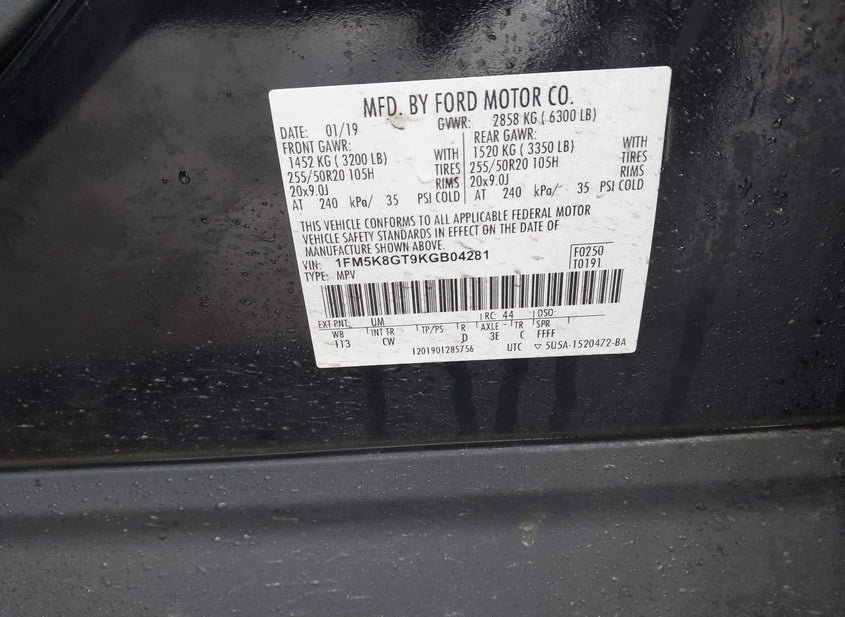 MFD. BY FORD MOTOR CO.
DATE: 01/19 GVWR: 2858 KG ( 6300 LB)
FRONT GAWR: REAR GAWR:
1452 KG ( 3200 LB) WITH 1520 KG ( 3350 LB) WITH
255/50R20 105H TIRES 255/50R20 105H TIRES
20x9.0J RIMS 20x9.0J RIMS
AT 240 kPa/ 35 PSI COLD AT 240 kPa/ 35 PSI COLD
THIS VEHICLE CONFORMS TO ALL APPLICABLE FEDERAL MOTOR
VEHICLE SAFETY STANDARDS IN EFFECT ON THE DATE OF
MANUFACTURE SHOWN ABOVE.
VIN: 1FM5K8GT9KGB04281 F0250
TYPE: MPV T0191
EXT PNT: UM RC: 44 DSO:
WB INT TR TP/PS R AXLE TR SPR
113 CW D 3E C FFFF
1201901285756 UTC ▽ 5U5A-1520472-BA